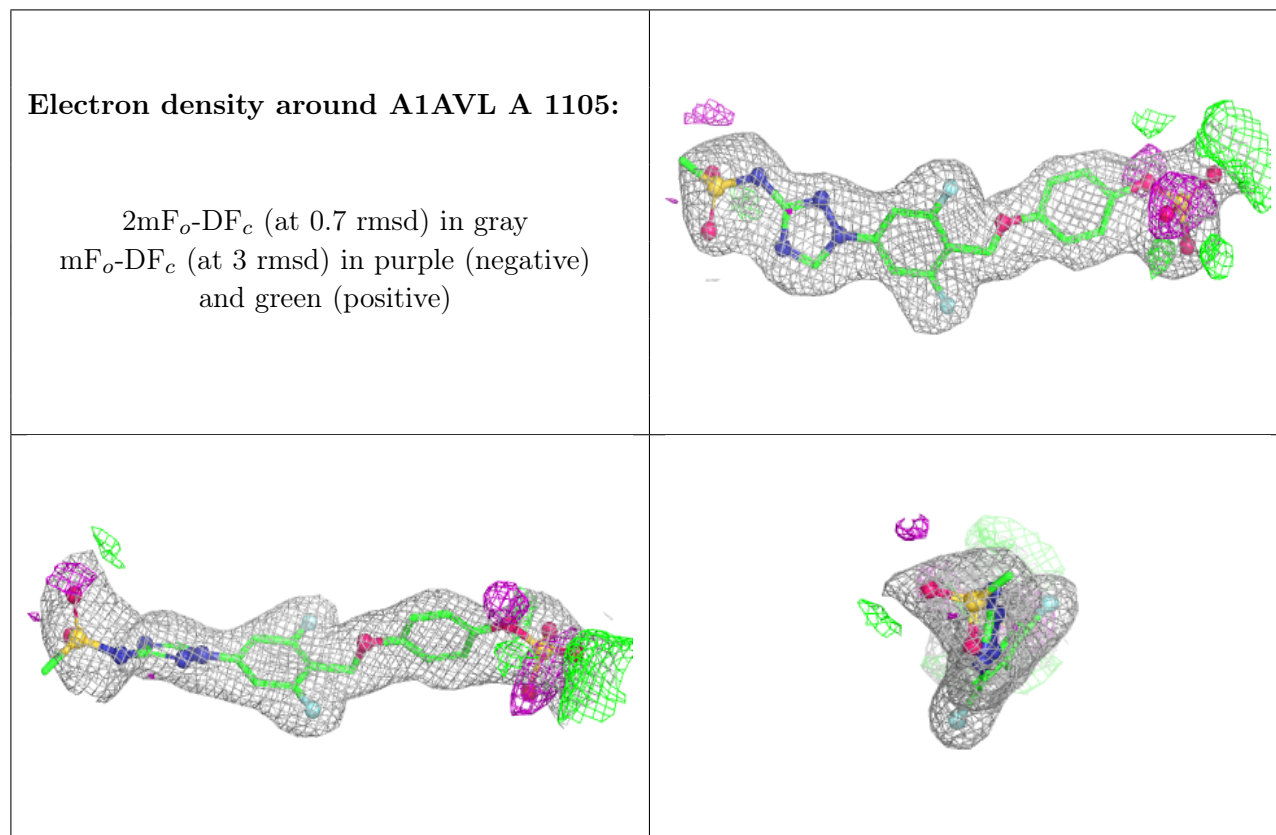 Electron density around A1AVL A 1105:
2mFo-DFc (at 0.7 rmsd) in gray
mFo-DFc (at 3 rmsd) in purple (negative)
and green (positive)